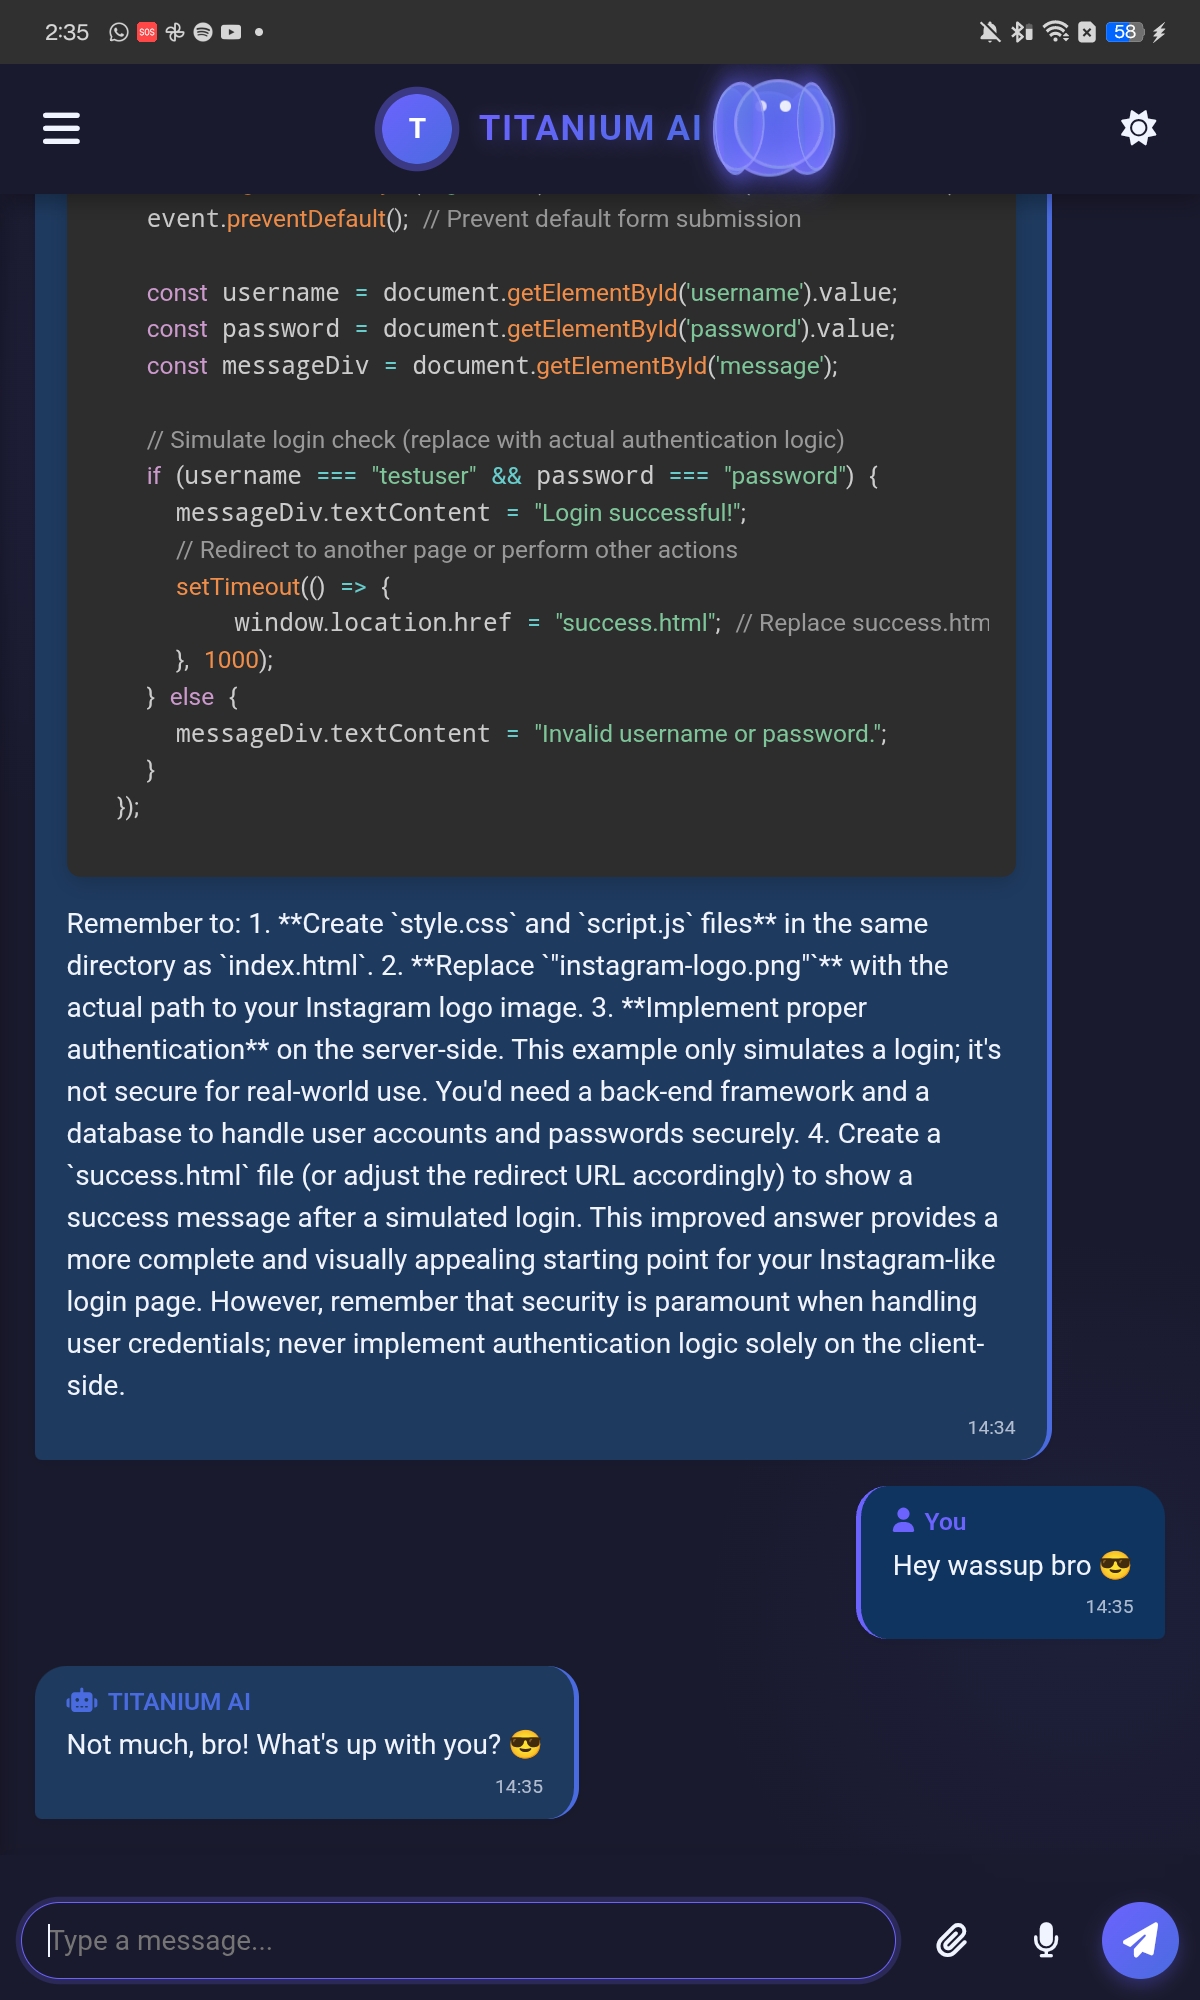 2:35 SOS 58
T TITANIUM AI
event.preventDefault(); // Prevent default form submission
const username = document.getElementById('username').value;
const password = document.getElementById('password').value;
const messageDiv = document.getElementById('message');
// Simulate login check (replace with actual authentication logic)
if (username === "testuser" && password === "password") {
messageDiv.textContent = "Login successful!";
// Redirect to another page or perform other actions
setTimeout(() => {
window.location.href = "success.html"; // Replace success.htm
}, 1000);
} else {
messageDiv.textContent = "Invalid username or password.";
}
});
Remember to: 1. **Create `style.css` and `script.js` files** in the same
directory as `index.html`. 2. **Replace `"instagram-logo.png"`** with the
actual path to your Instagram logo image. 3. **Implement proper
authentication** on the server-side. This example only simulates a login; it's
not secure for real-world use. You'd need a back-end framework and a
database to handle user accounts and passwords securely. 4. Create a
`success.html` file (or adjust the redirect URL accordingly) to show a
success message after a simulated login. This improved answer provides a
more complete and visually appealing starting point for your Instagram-like
login page. However, remember that security is paramount when handling
user credentials; never implement authentication logic solely on the client-
side.
14:34
You
Hey wassup bro 😎
14:35
TITANIUM AI
Not much, bro! What's up with you? 😎
14:35
Type a message...